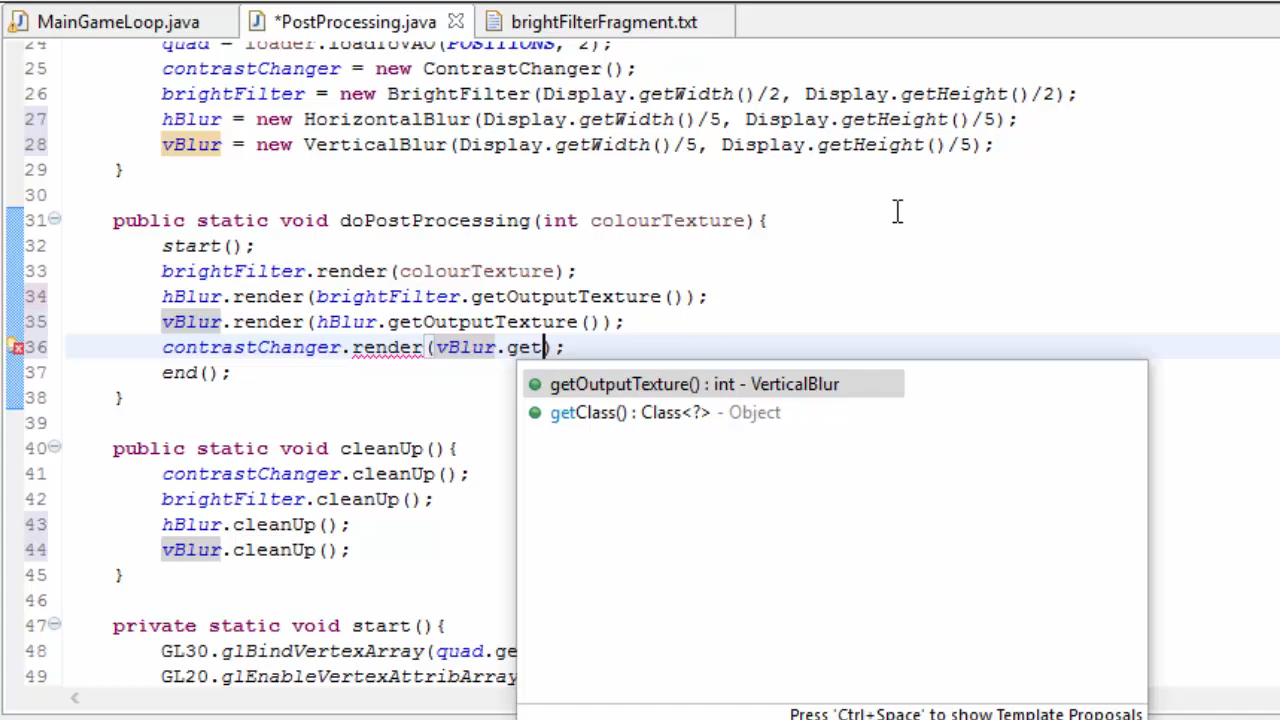 MainGameLoop.java *PostProcessing.java brightFilterFragment.txt
24 quad = loader.loadToVAO(POSITIONS, 2);
25 contrastChanger = new ContrastChanger();
26 brightFilter = new BrightFilter(Display.getWidth()/2, Display.getHeight()/2);
27 hBlur = new HorizontalBlur(Display.getWidth()/5, Display.getHeight()/5);
28 vBlur = new VerticalBlur(Display.getWidth()/5, Display.getHeight()/5);
29 }
30
31 public static void doPostProcessing(int colourTexture){
32 start();
33 brightFilter.render(colourTexture);
34 hBlur.render(brightFilter.getOutputTexture());
35 vBlur.render(hBlur.getOutputTexture());
36 contrastChanger.render(vBlur.get);
37 end();
getOutputTexture() : int - VerticalBlur
38 }
getClass() : Class<?> - Object
39
40 public static void cleanUp(){
41 contrastChanger.cleanUp();
42 brightFilter.cleanUp();
43 hBlur.cleanUp();
44 vBlur.cleanUp();
45 }
46
47 private static void start(){
48 GL30.glBindVertexArray(quad.ge
49 GL20.glEnableVertexAttribArray
Press 'Ctrl+Space' to show Template Proposals